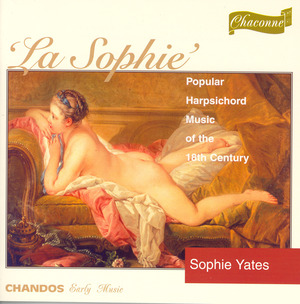 Chaconne
'La Sophie'
Popular
Harpsichord
Music
of the
18th Century
Sophie Yates
CHANDOS Early Music